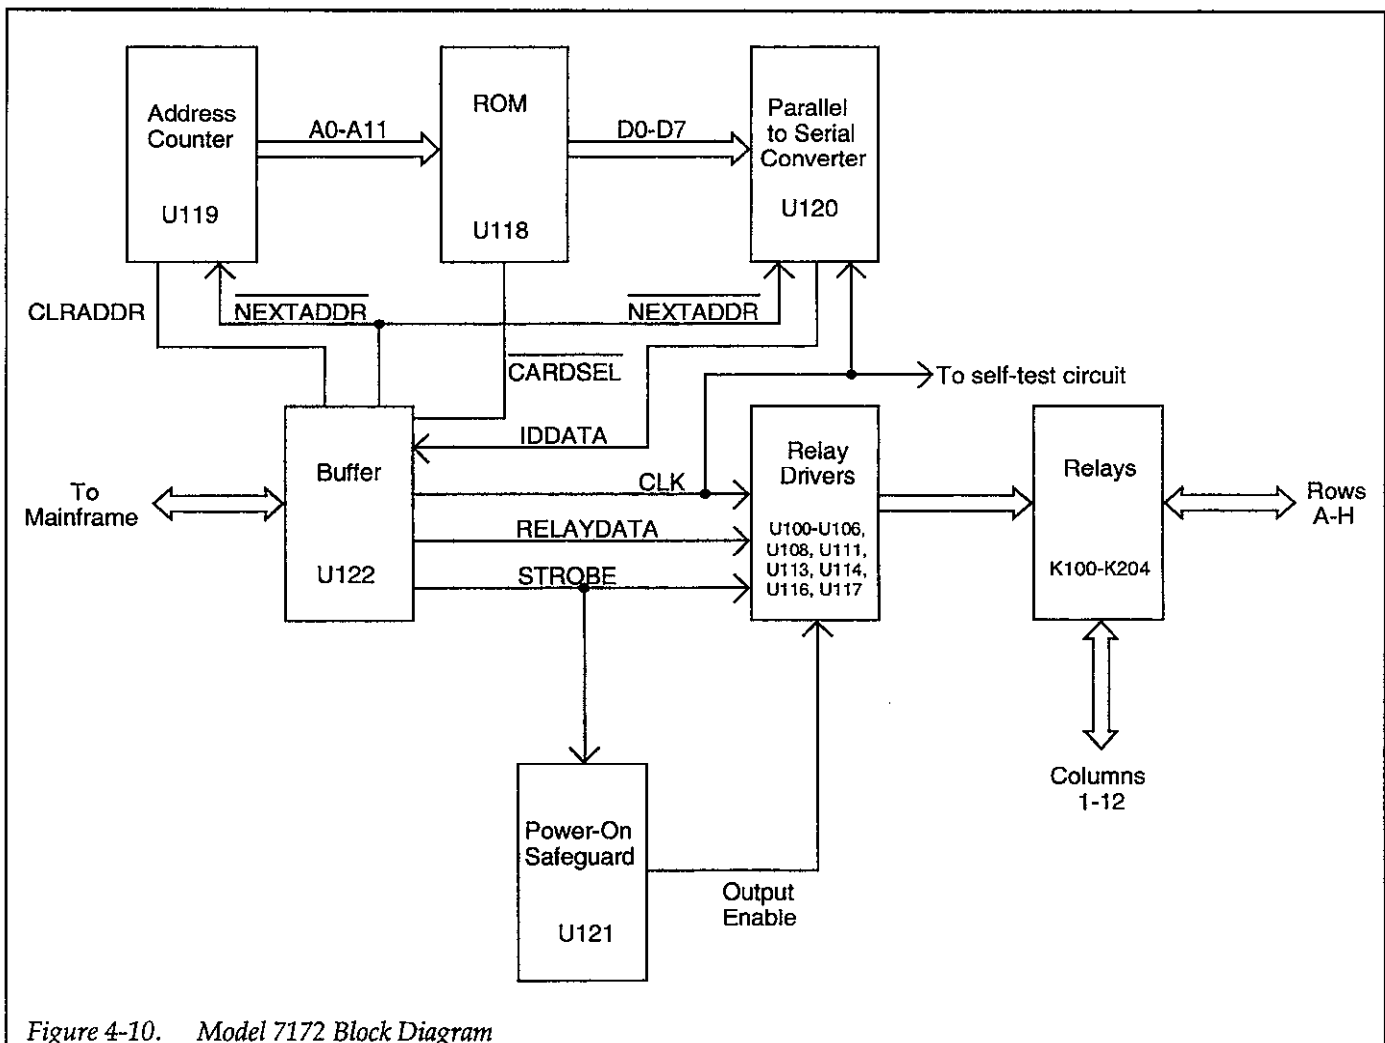 Address
Counter
U119
A0-A11
ROM
U118
D0-D7
Parallel
to Serial
Converter
U120
CLRADDR
NEXTADDR
NEXTADDR
CARDSEL
To self-test circuit
IDDATA
To
Mainframe
Buffer
U122
CLK
RELAYDATA
STROBE
Relay
Drivers
U100-U106,
U108, U111,
U113, U114,
U116, U117
Relays
K100-K204
Rows
A-H
Columns
1-12
Power-On
Safeguard
U121
Output
Enable
Figure 4-10. Model 7172 Block Diagram